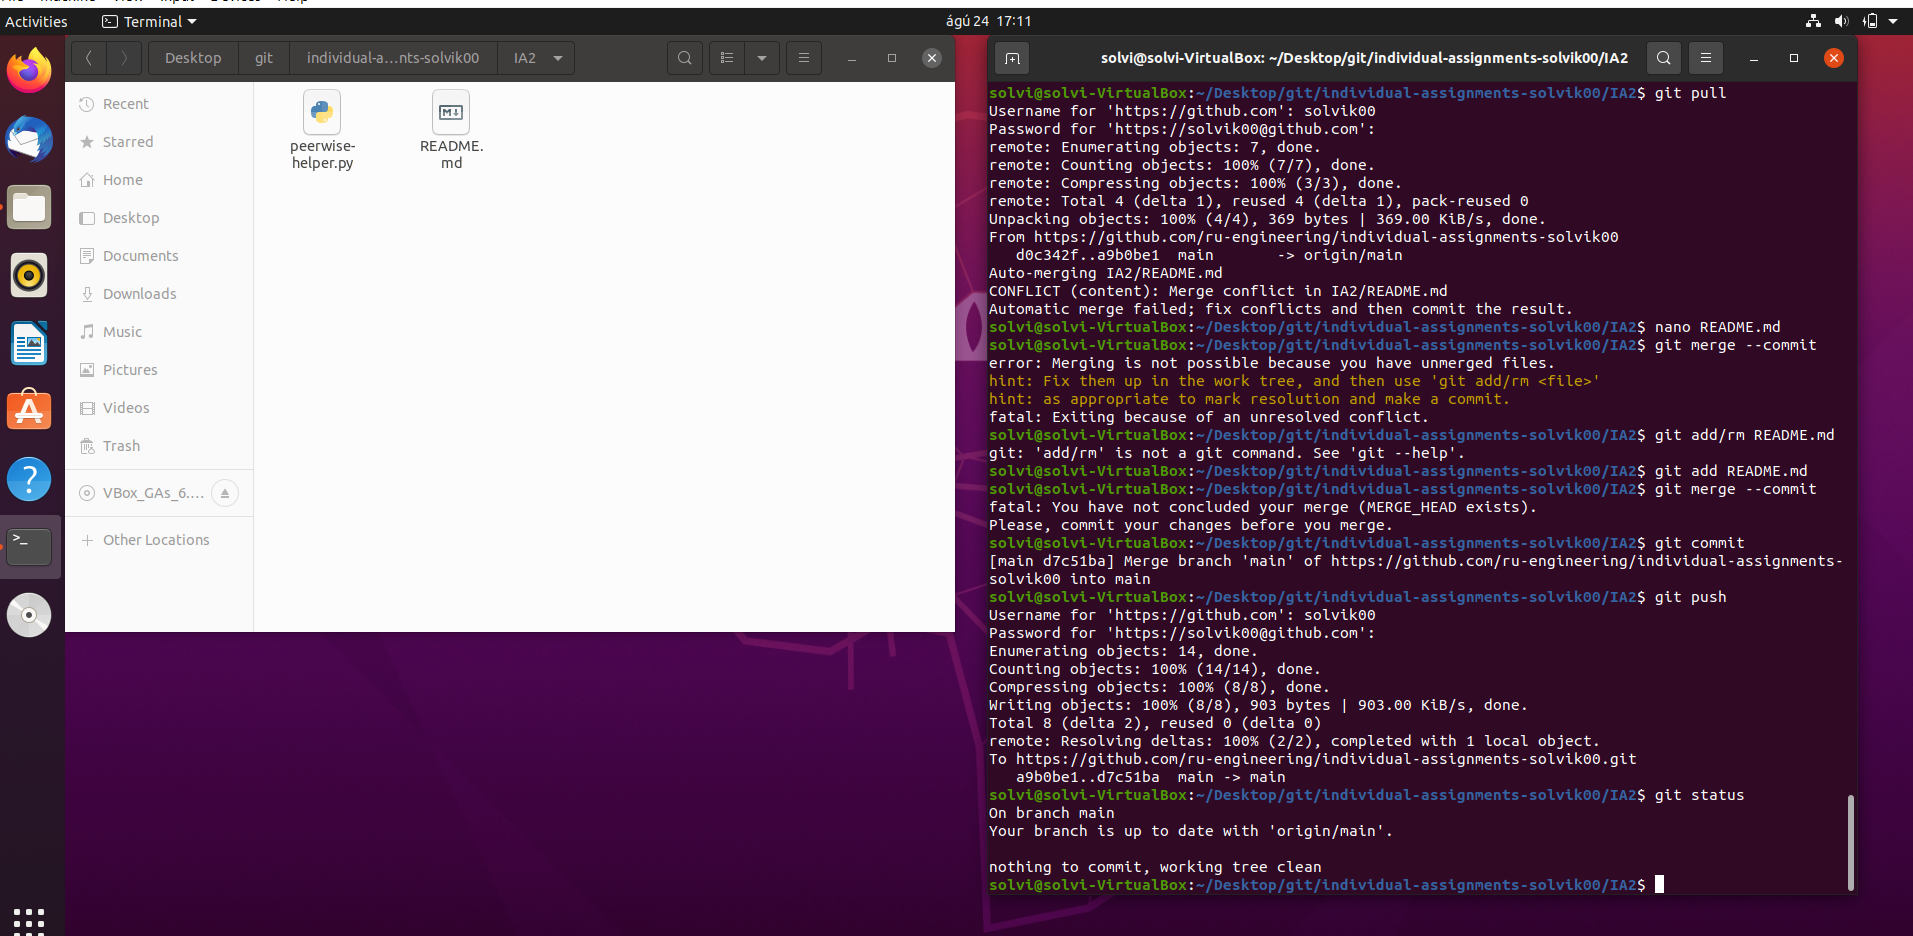 Activities
Terminal
ágú 24 17:11
Desktop
git
individual-a...nts-solvik00
IA2
Recent
Starred
Home
Desktop
Documents
Downloads
Music
Pictures
Videos
Trash
VBox_GAs_6....
Other Locations
peerwise-
helper.py
README.
md
solvi@solvi-VirtualBox: ~/Desktop/git/individual-assignments-solvik00/IA2
solvi@solvi-VirtualBox:~/Desktop/git/individual-assignments-solvik00/IA2$ git pull
Username for 'https://github.com': solvik00
Password for 'https://solvik00@github.com':
remote: Enumerating objects: 7, done.
remote: Counting objects: 100% (7/7), done.
remote: Compressing objects: 100% (3/3), done.
remote: Total 4 (delta 1), reused 4 (delta 1), pack-reused 0
Unpacking objects: 100% (4/4), 369 bytes | 369.00 KiB/s, done.
From https://github.com/ru-engineering/individual-assignments-solvik00
d0c342f..a9b0be1  main       -> origin/main
Auto-merging IA2/README.md
CONFLICT (content): Merge conflict in IA2/README.md
Automatic merge failed; fix conflicts and then commit the result.
solvi@solvi-VirtualBox:~/Desktop/git/individual-assignments-solvik00/IA2$ nano README.md
solvi@solvi-VirtualBox:~/Desktop/git/individual-assignments-solvik00/IA2$ git merge --commit
error: Merging is not possible because you have unmerged files.
hint: Fix them up in the work tree, and then use 'git add/rm <file>'
hint: as appropriate to mark resolution and make a commit.
fatal: Exiting because of an unresolved conflict.
solvi@solvi-VirtualBox:~/Desktop/git/individual-assignments-solvik00/IA2$ git add/rm README.md
git: 'add/rm' is not a git command. See 'git --help'.
solvi@solvi-VirtualBox:~/Desktop/git/individual-assignments-solvik00/IA2$ git add README.md
solvi@solvi-VirtualBox:~/Desktop/git/individual-assignments-solvik00/IA2$ git merge --commit
fatal: You have not concluded your merge (MERGE_HEAD exists).
Please, commit your changes before you merge.
solvi@solvi-VirtualBox:~/Desktop/git/individual-assignments-solvik00/IA2$ git commit
[main d7c51ba] Merge branch 'main' of https://github.com/ru-engineering/individual-assignments-
solvik00 into main
solvi@solvi-VirtualBox:~/Desktop/git/individual-assignments-solvik00/IA2$ git push
Username for 'https://github.com': solvik00
Password for 'https://solvik00@github.com':
Enumerating objects: 14, done.
Counting objects: 100% (14/14), done.
Compressing objects: 100% (8/8), done.
Writing objects: 100% (8/8), 903 bytes | 903.00 KiB/s, done.
Total 8 (delta 2), reused 0 (delta 0)
remote: Resolving deltas: 100% (2/2), completed with 1 local object.
To https://github.com/ru-engineering/individual-assignments-solvik00.git
a9b0be1..d7c51ba  main -> main
solvi@solvi-VirtualBox:~/Desktop/git/individual-assignments-solvik00/IA2$ git status
On branch main
Your branch is up to date with 'origin/main'.
nothing to commit, working tree clean
solvi@solvi-VirtualBox:~/Desktop/git/individual-assignments-solvik00/IA2$